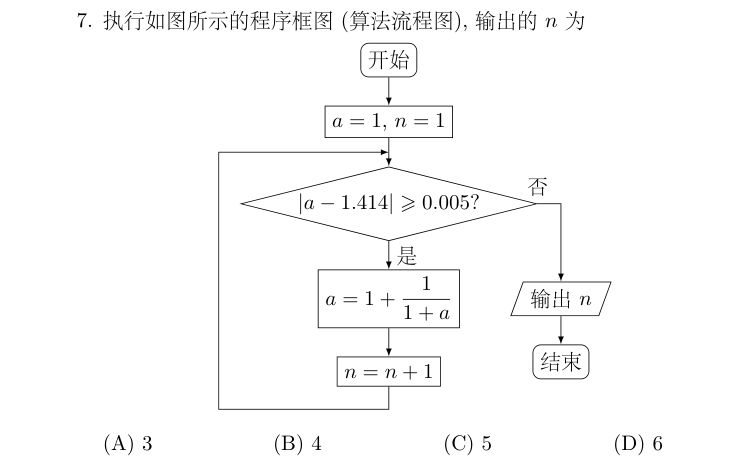 7. 执行如图所示的程序框图 (算法流程图), 输出的 n 为
开始
a = 1, n = 1
|a − 1.414| ⩾ 0.005?
否
是
a = 1 + 1/(1 + a)
输出 n
n = n + 1
结束
(A) 3 (B) 4 (C) 5 (D) 6